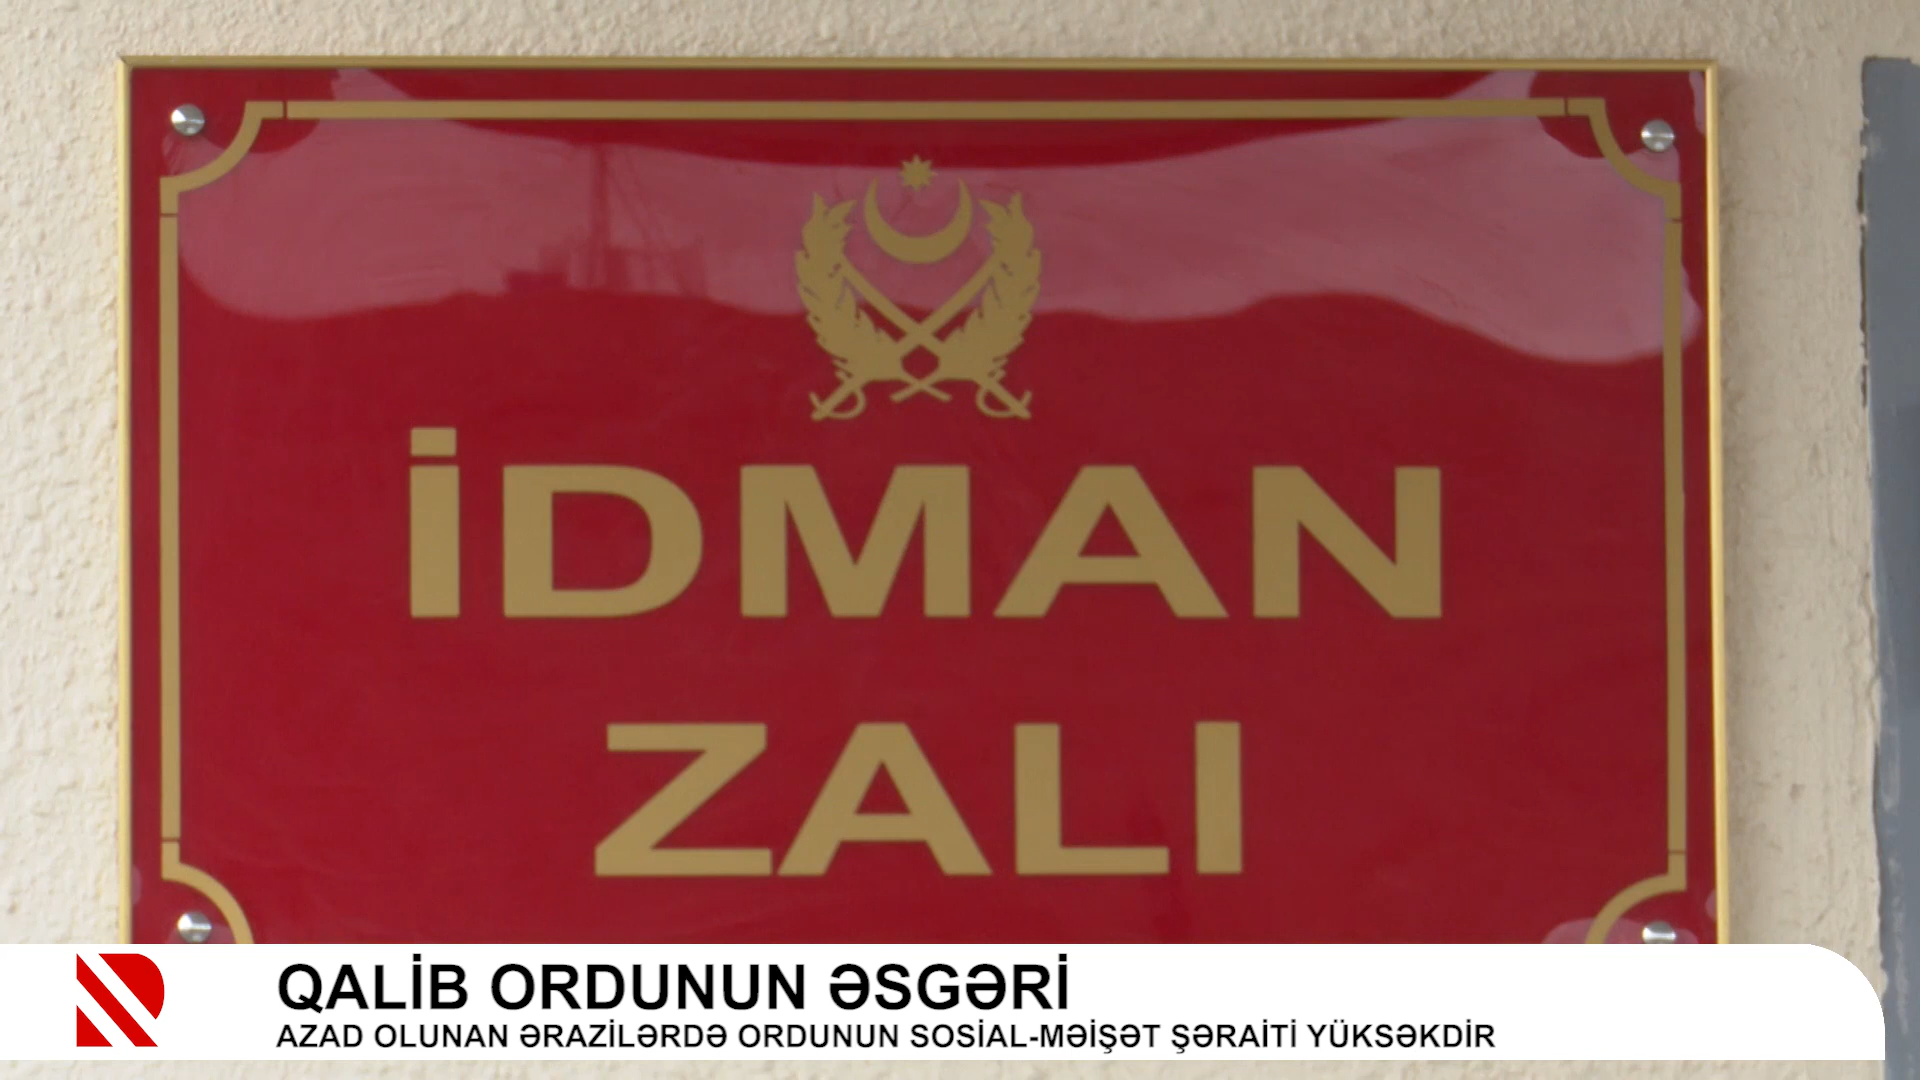 İDMAN
ZALI
QALİB ORDUNUN ƏSGƏRİ
AZAD OLUNAN ƏRAZİLƏRDƏ ORDUNUN SOSİAL-MƏİŞƏT ŞƏRAİTİ YÜKSƏKDİR